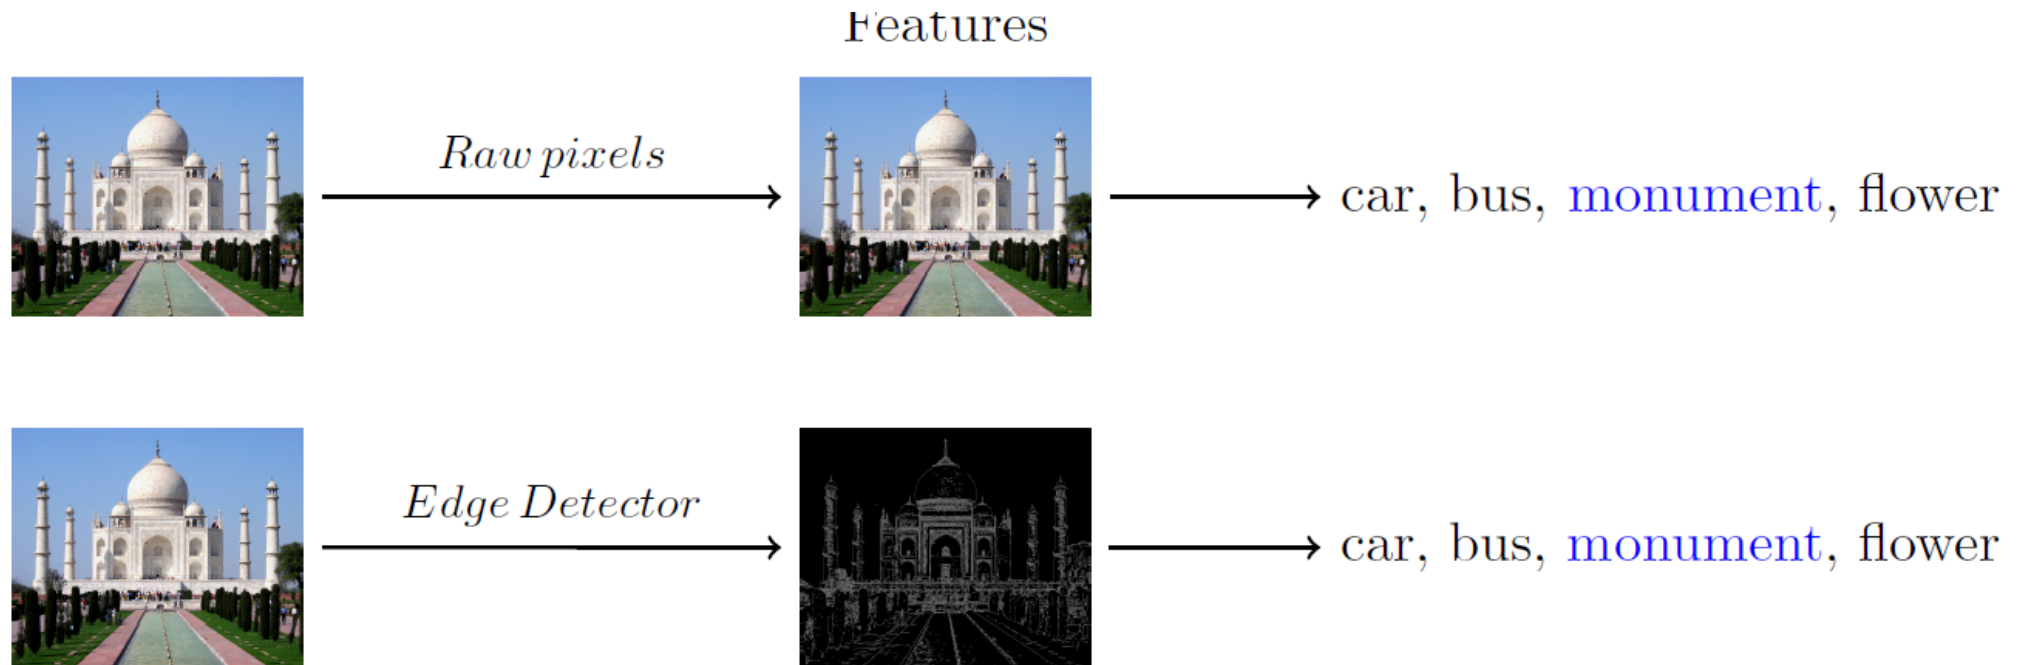 Features
Raw pixels
car, bus, monument, flower
Edge Detector
car, bus, monument, flower